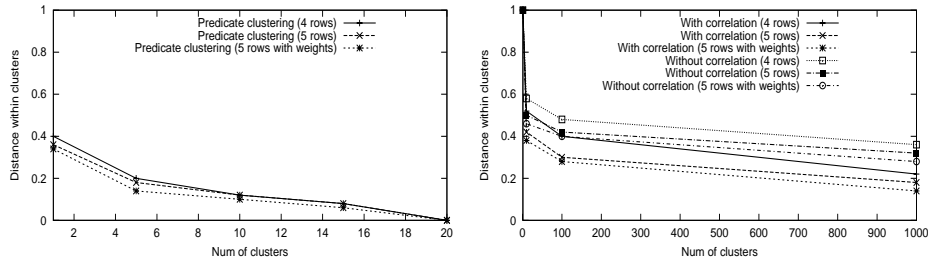 1
0.8
0.6
0.4
0.2
0
2 4 6 8 10 12 14 16 18 20
Distance within clusters
Num of clusters
Predicate clustering (4 rows)
Predicate clustering (5 rows)
Predicate clustering (5 rows with weights)
1
0.8
0.6
0.4
0.2
0
0 100 200 300 400 500 600 700 800 900 1000
Distance within clusters
Num of clusters
With correlation (4 rows)
With correlation (5 rows)
With correlation (5 rows with weights)
Without correlation (4 rows)
Without correlation (5 rows)
Without correlation (5 rows with weights)